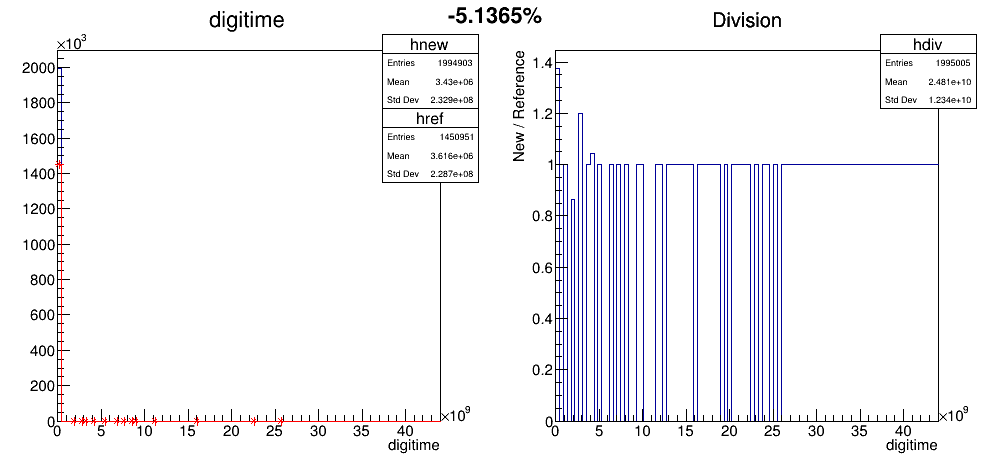 -5.1365%
digitime
×10³
hnew
Entries 1994903
Mean 3.43e+06
Std Dev 2.329e+08
href
Entries 1450951
Mean 3.616e+06
Std Dev 2.287e+08
2000
1800
1600
1400
1200
1000
800
600
400
200
0
0 5 10 15 20 25 30 35 40
×10⁹
digitime
Division
hdiv
Entries 1995005
Mean 2.481e+10
Std Dev 1.234e+10
New / Reference
1.4
1.2
1
0.8
0.6
0.4
0.2
0
0 5 10 15 20 25 30 35 40
×10⁹
digitime